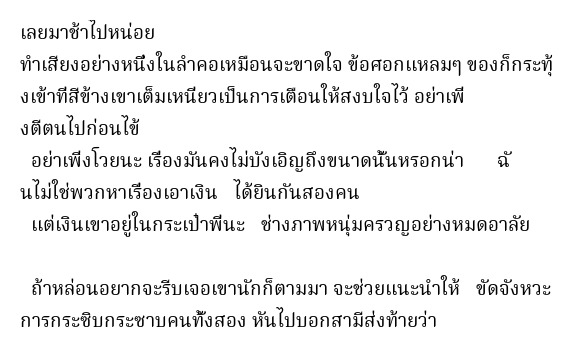 เลยมาช้าไปหน่อย
ทำเสียงอย่างหนึ่งในลำคอเหมือนจะขาดใจ ข้อศอกแหลมๆ ของก็กระทุ้
งเข้าที่สีข้างเขาเต็มเหนี่ยวเป็นการเตือนให้สงบใจไว้ อย่าเพิ่
งตีตนไปก่อนไข้
อย่าเพิ่งโวยนะ เรื่องมันคงไม่บังเอิญถึงขนาดนั้นหรอกน่า ฉั
นไม่ใช่พวกหาเรื่องเอาเงิน ได้ยินกันสองคน
แต่เงินเขาอยู่ในกระเป๋าพี่นะ ช่างภาพหนุ่มครวญอย่างหมดอาลัย
ถ้าหล่อนอยากจะรีบเจอเขานักก็ตามมา จะช่วยแนะนำให้ ขัดจังหวะ
การกระซิบกระซาบคนทั้งสอง หันไปบอกสามีส่งท้ายว่า